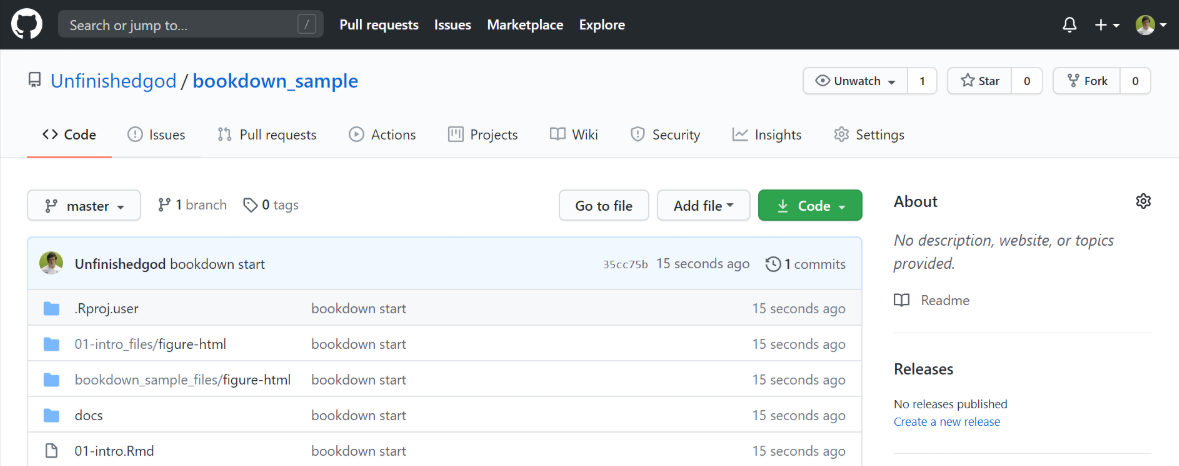 Search or jump to... / Pull requests Issues Marketplace Explore
Unfinishedgod / bookdown_sample Unwatch 1 Star 0 Fork 0
Code Issues Pull requests Actions Projects Wiki Security Insights Settings
master 1 branch 0 tags Go to file Add file Code
About
No description, website, or topics
provided.
Readme
Releases
No releases published
Create a new release
Unfinishedgod bookdown start 35cc75b 15 seconds ago 1 commits
.Rproj.user bookdown start 15 seconds ago
01-intro_files/figure-html bookdown start 15 seconds ago
bookdown_sample_files/figure-html bookdown start 15 seconds ago
docs bookdown start 15 seconds ago
01-intro.Rmd bookdown start 15 seconds ago